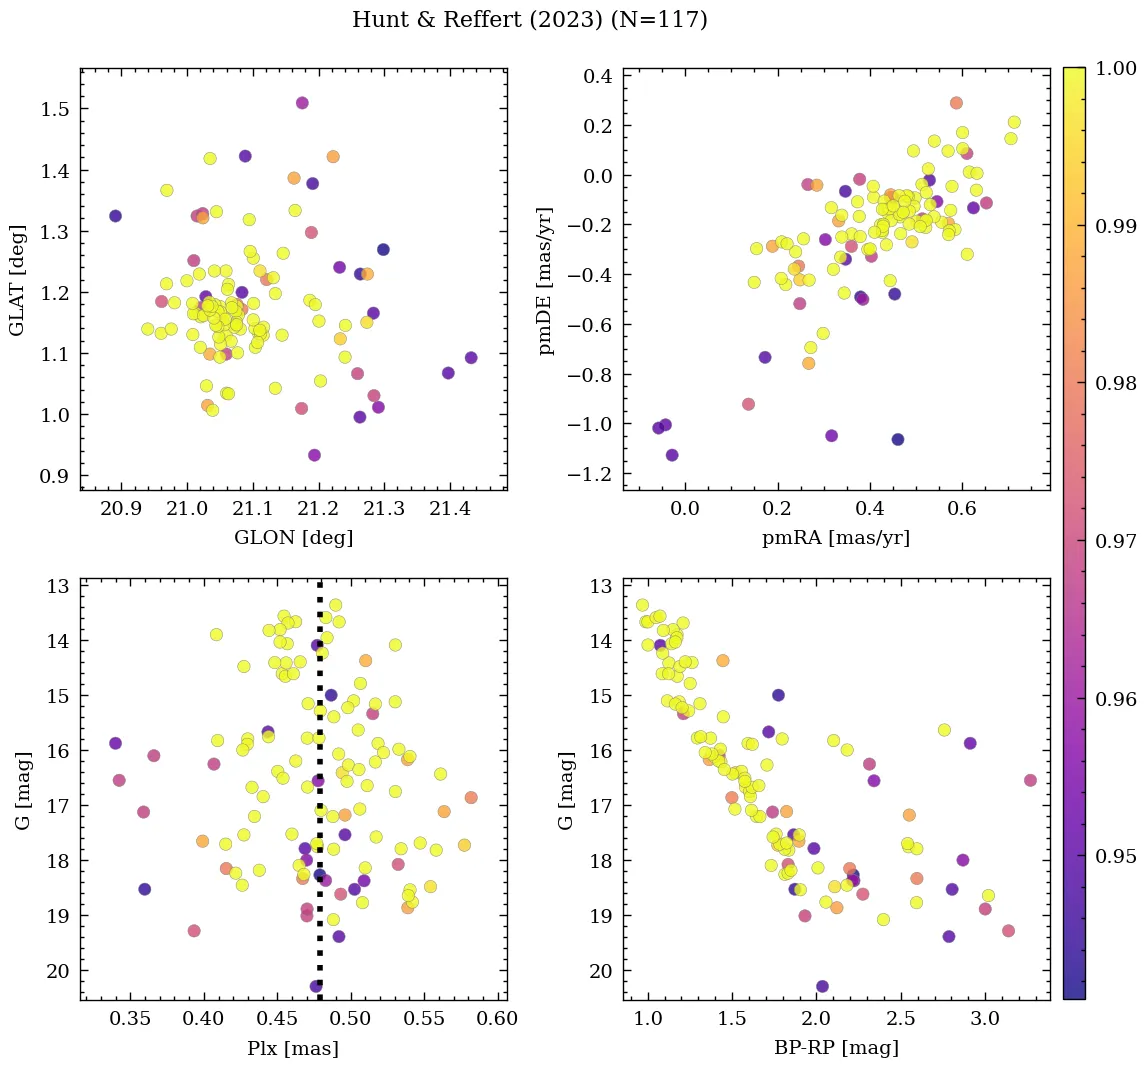 Hunt & Reffert (2023) (N=117)
1.5
1.4
1.3
1.2
1.1
1.0
0.9
GLAT [deg]
20.9 21.0 21.1 21.2 21.3 21.4
GLON [deg]
0.4
0.2
0.0
−0.2
−0.4
−0.6
−0.8
−1.0
−1.2
pmDE [mas/yr]
0.0 0.2 0.4 0.6
pmRA [mas/yr]
13
14
15
16
17
18
19
20
G [mag]
0.35 0.40 0.45 0.50 0.55 0.60
Plx [mas]
13
14
15
16
17
18
19
20
G [mag]
1.0 1.5 2.0 2.5 3.0
BP-RP [mag]
1.00
0.99
0.98
0.97
0.96
0.95